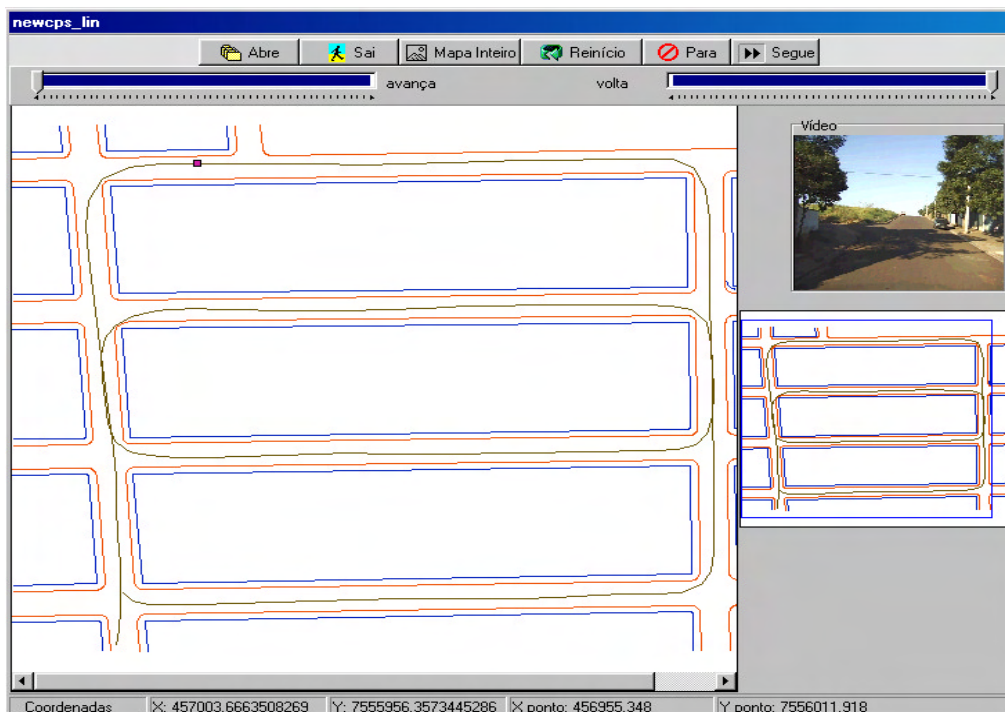 newcps_lin
Abre Sai Mapa Inteiro Reinício Para Segue
avança volta
Vídeo
Coordenadas X: 457003.6663508269 Y: 7555956.3573445286 X ponto: 456955.348 Y ponto: 7556011.918